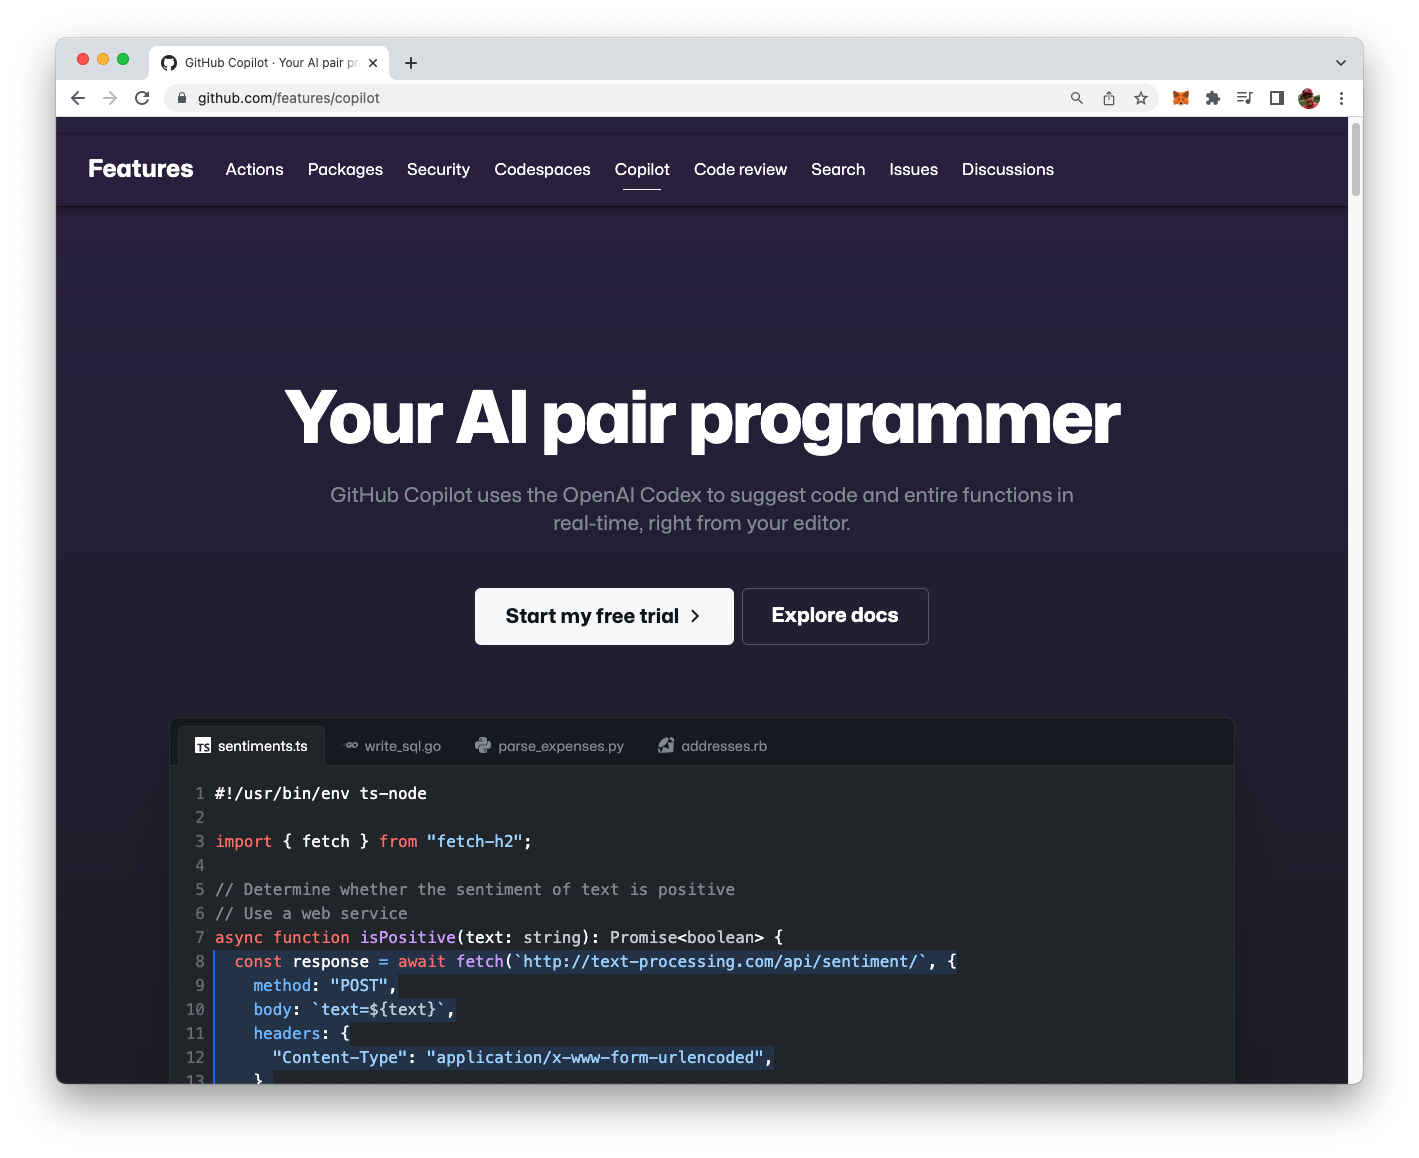 GitHub Copilot · Your AI pair pr
github.com/features/copilot
Features Actions Packages Security Codespaces Copilot Code review Search Issues Discussions
Your AI pair programmer
GitHub Copilot uses the OpenAI Codex to suggest code and entire functions in
real-time, right from your editor.
Start my free trial Explore docs
TS sentiments.ts GO write_sql.go parse_expenses.py addresses.rb
1 #!/usr/bin/env ts-node
2
3 import { fetch } from "fetch-h2";
4
5 // Determine whether the sentiment of text is positive
6 // Use a web service
7 async function isPositive(text: string): Promise<boolean> {
8 const response = await fetch(`http://text-processing.com/api/sentiment/`, {
9 method: "POST",
10 body: `text=${text}`,
11 headers: {
12 "Content-Type": "application/x-www-form-urlencoded",
13 }